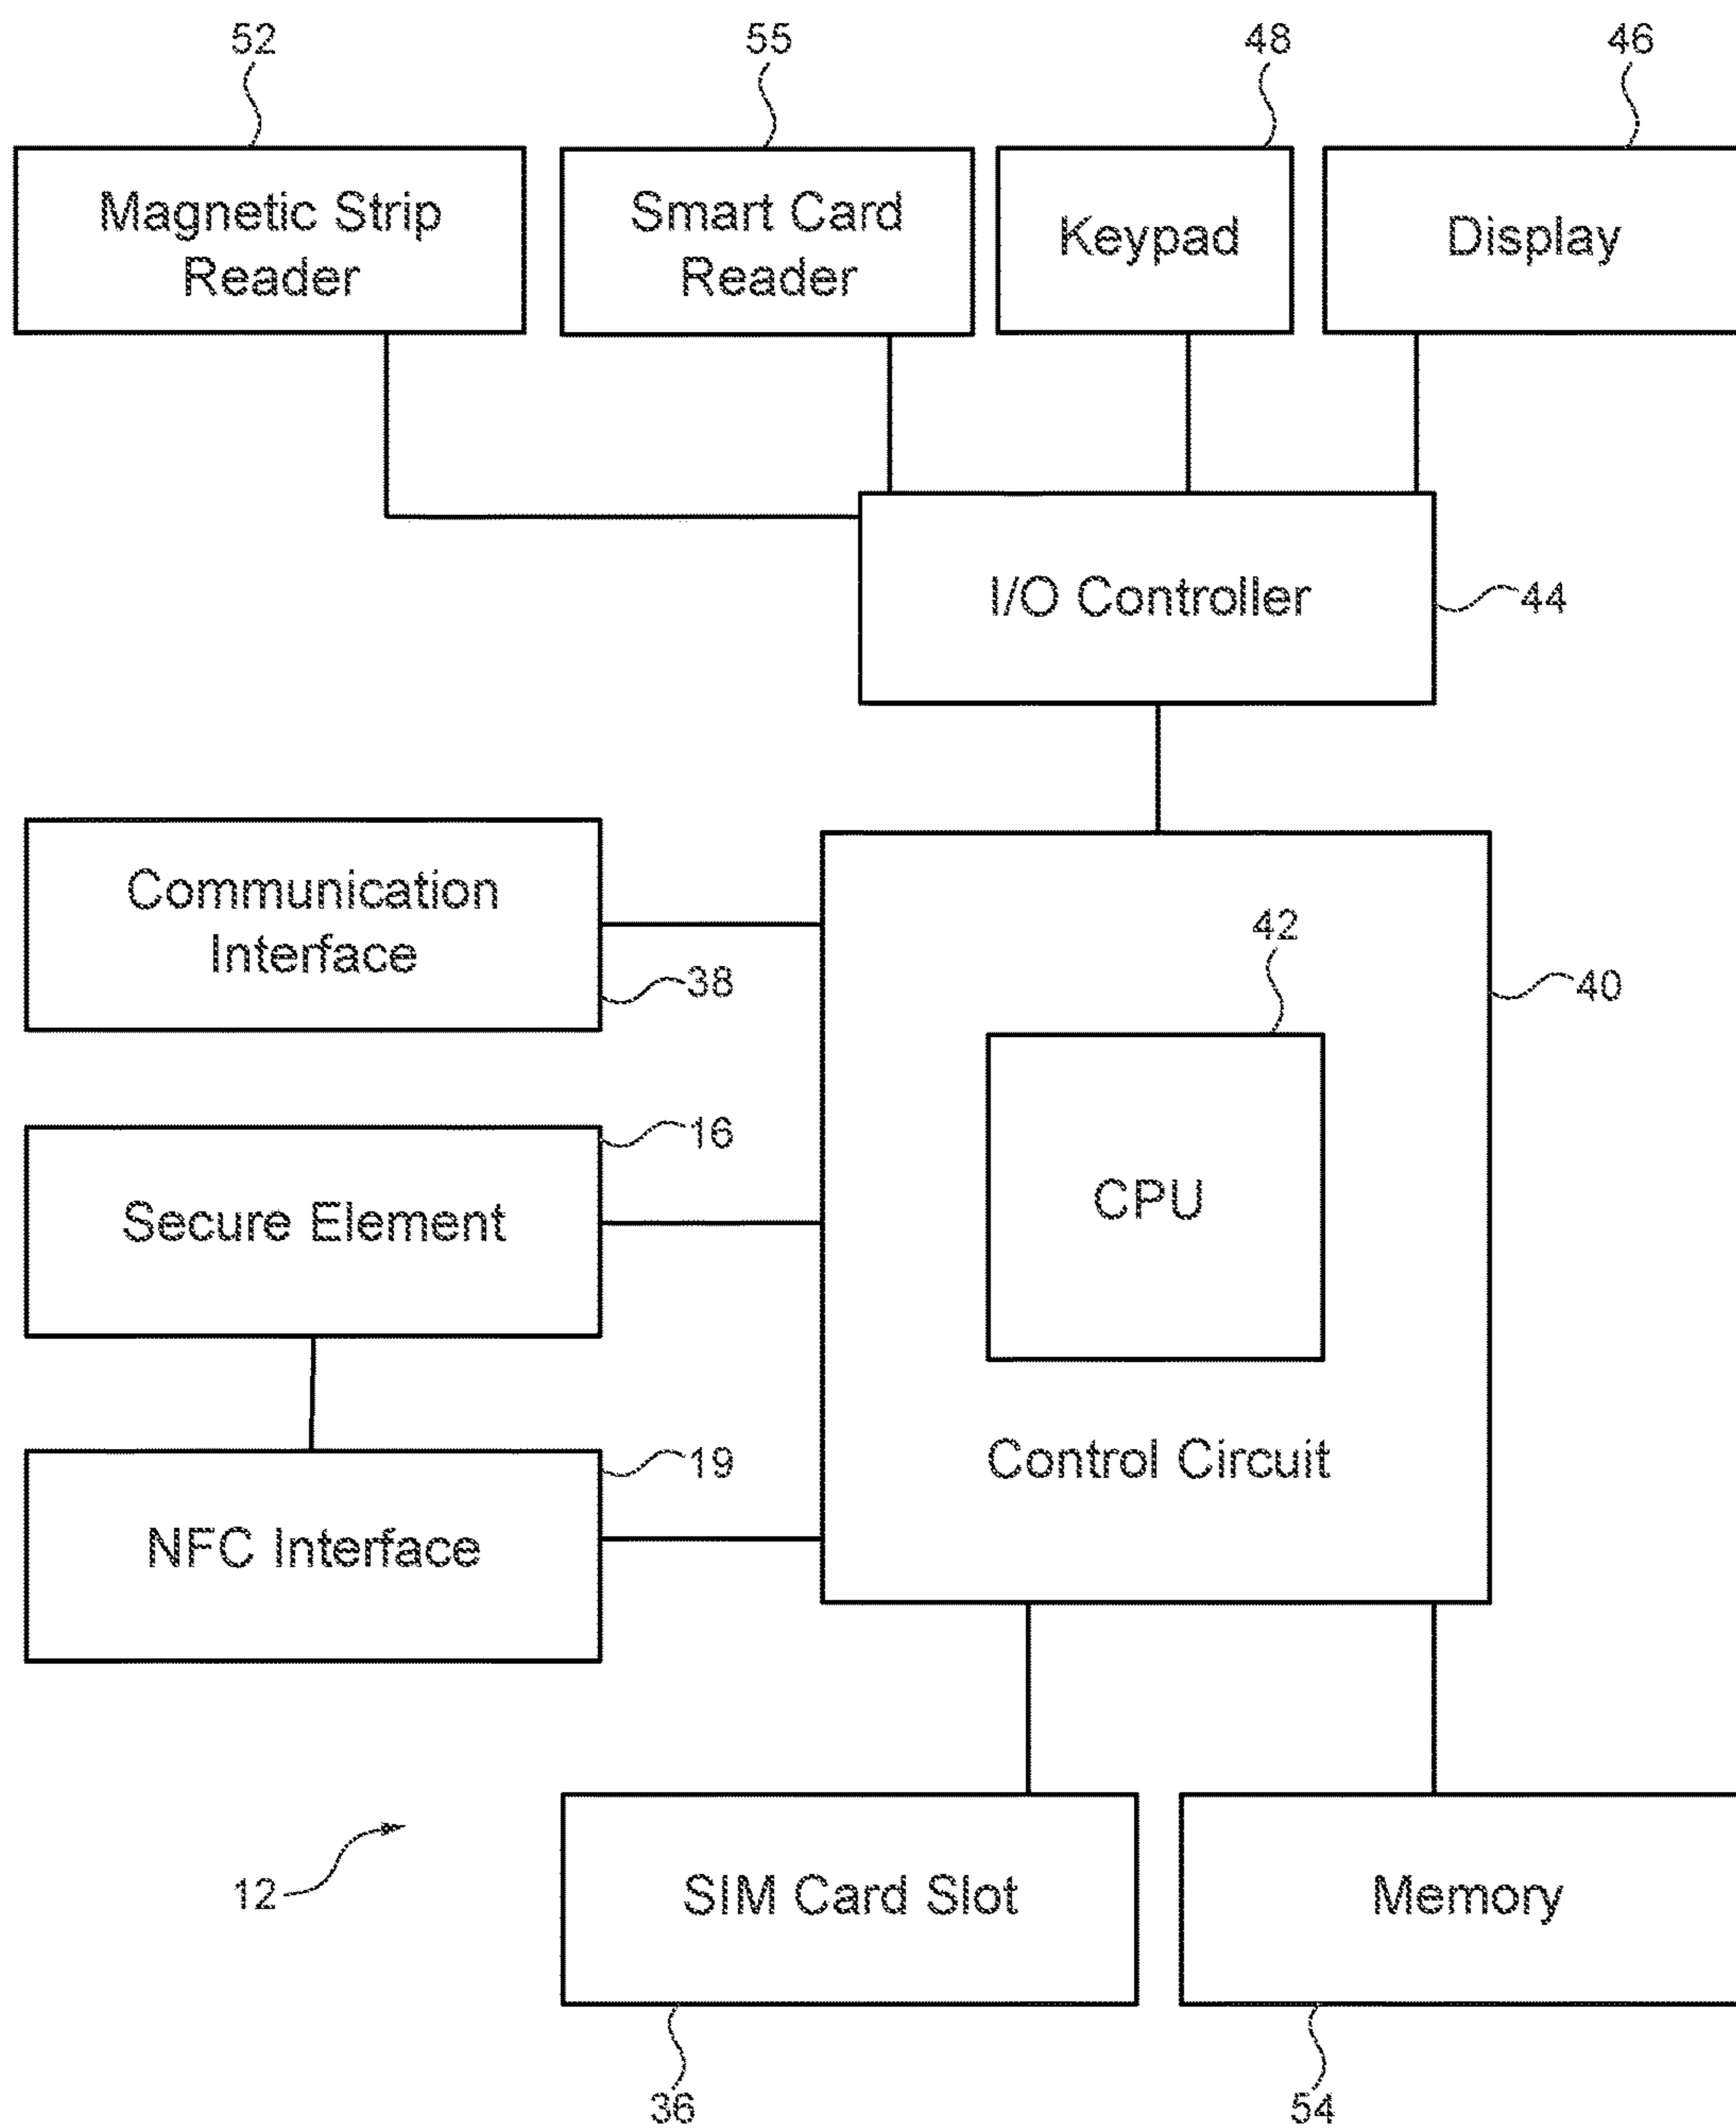 52
55
48
46
Magnetic Strip
Reader
Smart Card
Reader
Keypad
Display
I/O Controller
44
Communication
Interface
38
42
40
16
Secure Element
CPU
19
NFC Interface
Control Circuit
12
SIM Card Slot
Memory
36
54